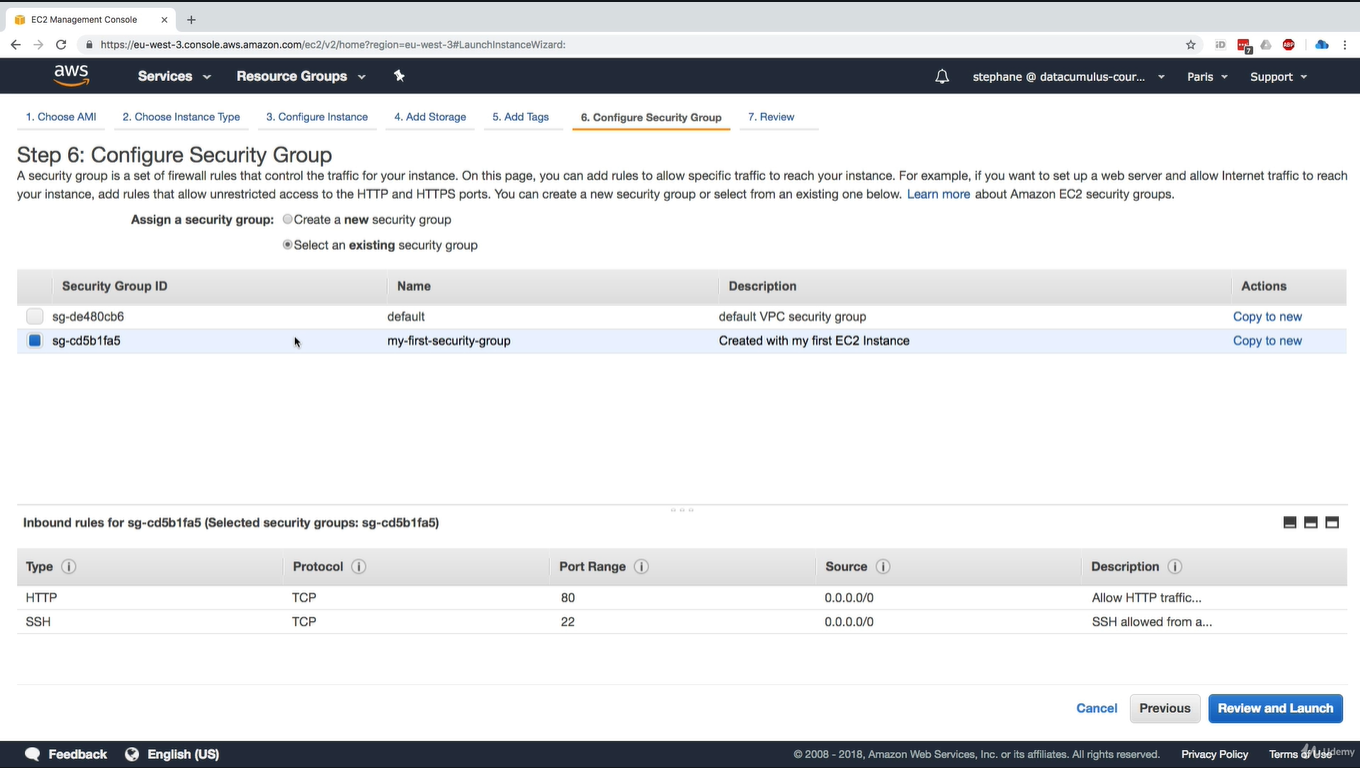 EC2 Management Console
https://eu-west-3.console.aws.amazon.com/ec2/v2/home?region=eu-west-3#LaunchInstanceWizard:
iD
7
ABP
aws Services Resource Groups stephane @ datacumulus-cour... Paris Support
1. Choose AMI 2. Choose Instance Type 3. Configure Instance 4. Add Storage 5. Add Tags 6. Configure Security Group 7. Review
Step 6: Configure Security Group
A security group is a set of firewall rules that control the traffic for your instance. On this page, you can add rules to allow specific traffic to reach your instance. For example, if you want to set up a web server and allow Internet traffic to reach
your instance, add rules that allow unrestricted access to the HTTP and HTTPS ports. You can create a new security group or select from an existing one below. Learn more about Amazon EC2 security groups.
Assign a security group: Create a new security group
Select an existing security group
Security Group ID Name Description Actions
sg-de480cb6 default default VPC security group Copy to new
sg-cd5b1fa5 my-first-security-group Created with my first EC2 Instance Copy to new
Inbound rules for sg-cd5b1fa5 (Selected security groups: sg-cd5b1fa5)
Type Protocol Port Range Source Description
HTTP TCP 80 0.0.0.0/0 Allow HTTP traffic...
SSH TCP 22 0.0.0.0/0 SSH allowed from a...
Cancel Previous Review and Launch
Feedback English (US) © 2008 - 2018, Amazon Web Services, Inc. or its affiliates. All rights reserved. Privacy Policy Terms of Use
Udemy